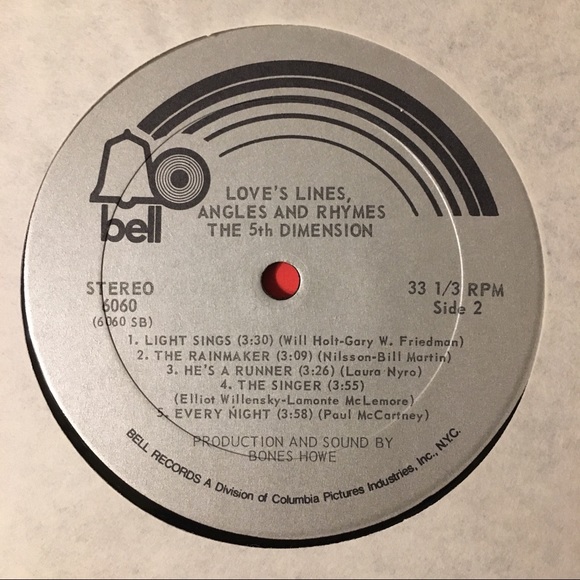 bell
LOVE'S LINES,
ANGLES AND RHYMES
THE 5th DIMENSION
STEREO
6060
(6060 SB)
33 1/3 RPM
Side 2
1. LIGHT SINGS (3:30) (Will Holt-Gary W. Friedman)
2. THE RAINMAKER (3:09) (Nilsson-Bill Martin)
3. HE'S A RUNNER (3:26) (Laura Nyro)
4. THE SINGER (3:55)
(Elliot Willensky-Lamonte McLemore)
5. EVERY NIGHT (3:58) (Paul McCartney)
PRODUCTION AND SOUND BY
BONES HOWE
BELL RECORDS A Division of Columbia Pictures Industries, Inc., N.Y.C.